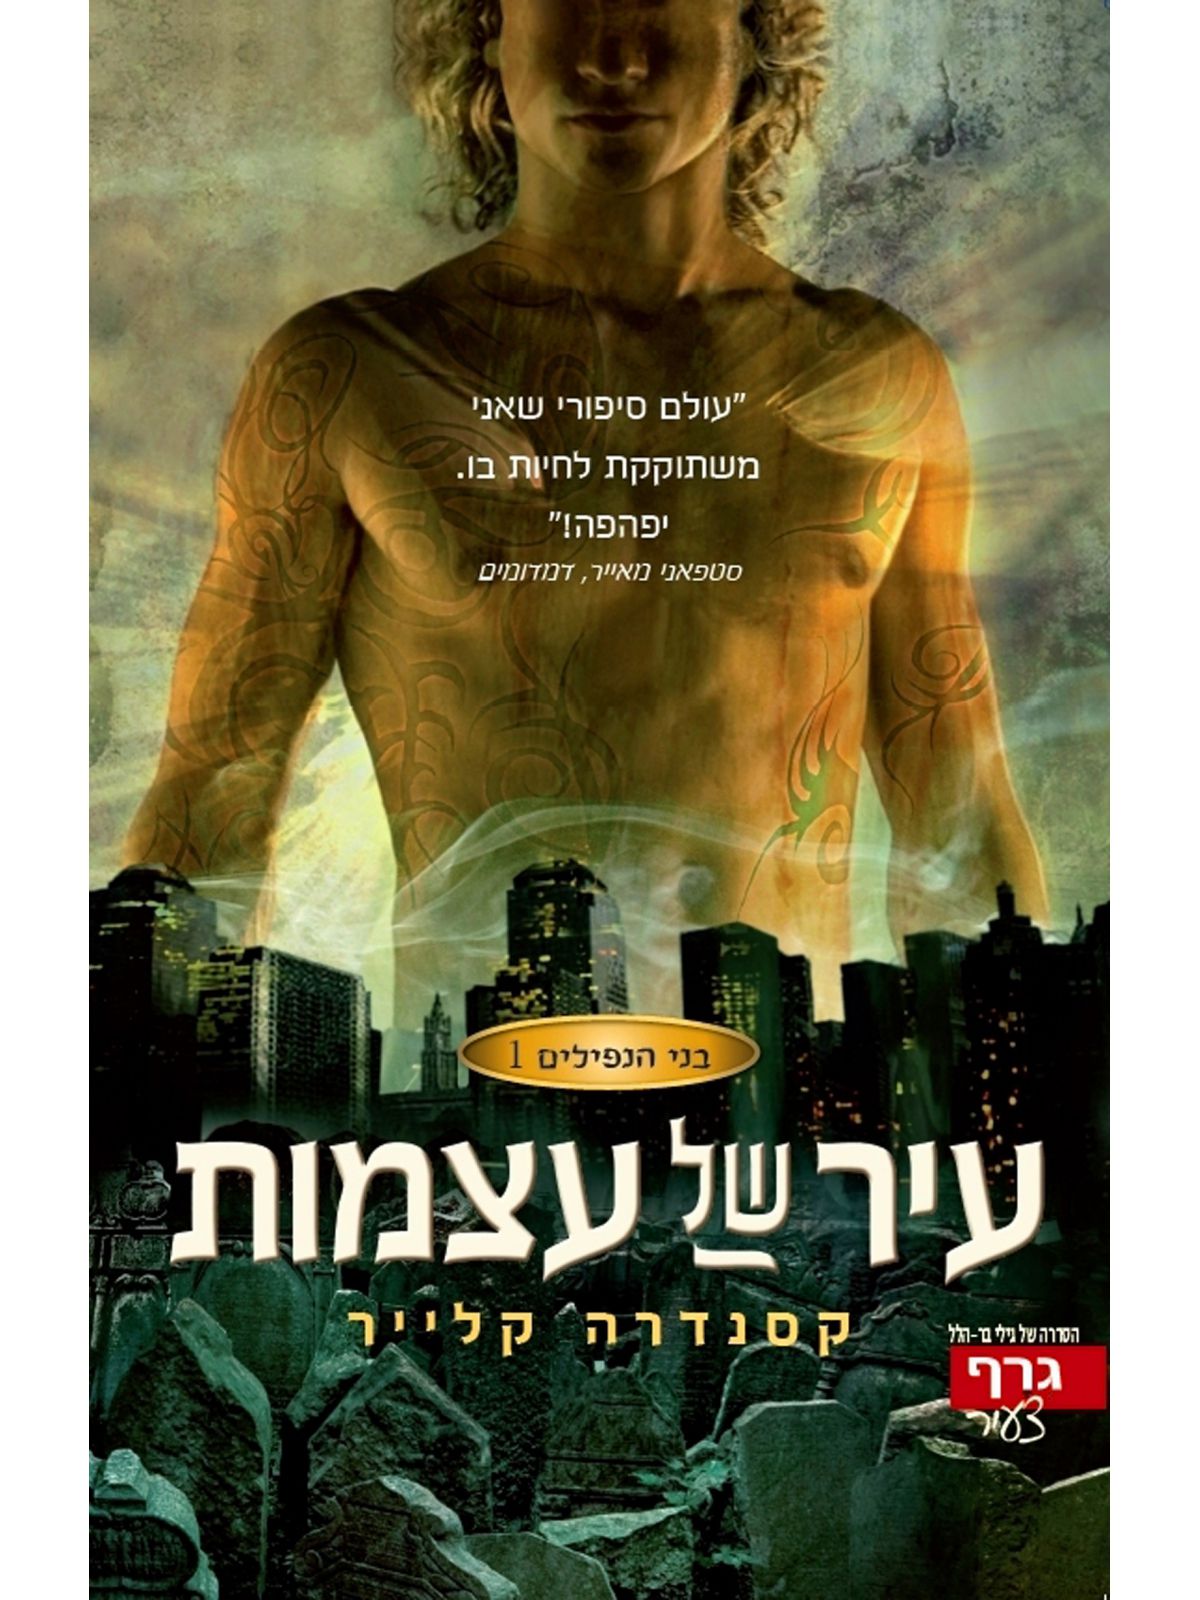 "עולם סיפורי שאני
משתוקקת לחיות בו.
יפהפה!"
סטפאני מאייר, דמדומים
בני הנפילים 1
עיר של עצמות
קסנדרה קלייר
הסדרה של גילי בר-הלל
גרף
צעיר